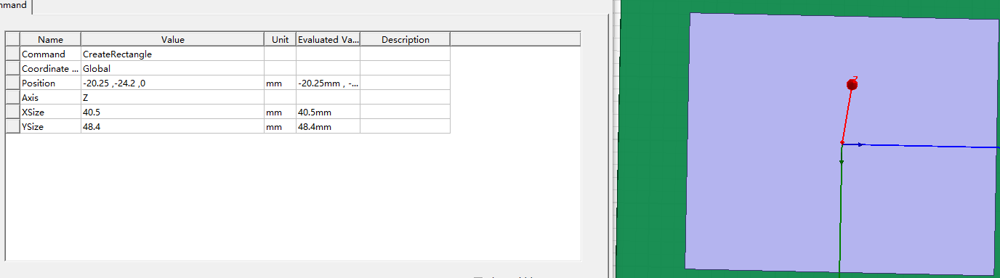 mmand
Name Value Unit Evaluated Va... Description
Command CreateRectangle
Coordinate ... Global
Position -20.25 ,-24.2 ,0 mm -20.25mm , -...
Axis Z
XSize 40.5 mm 40.5mm
YSize 48.4 mm 48.4mm
Z